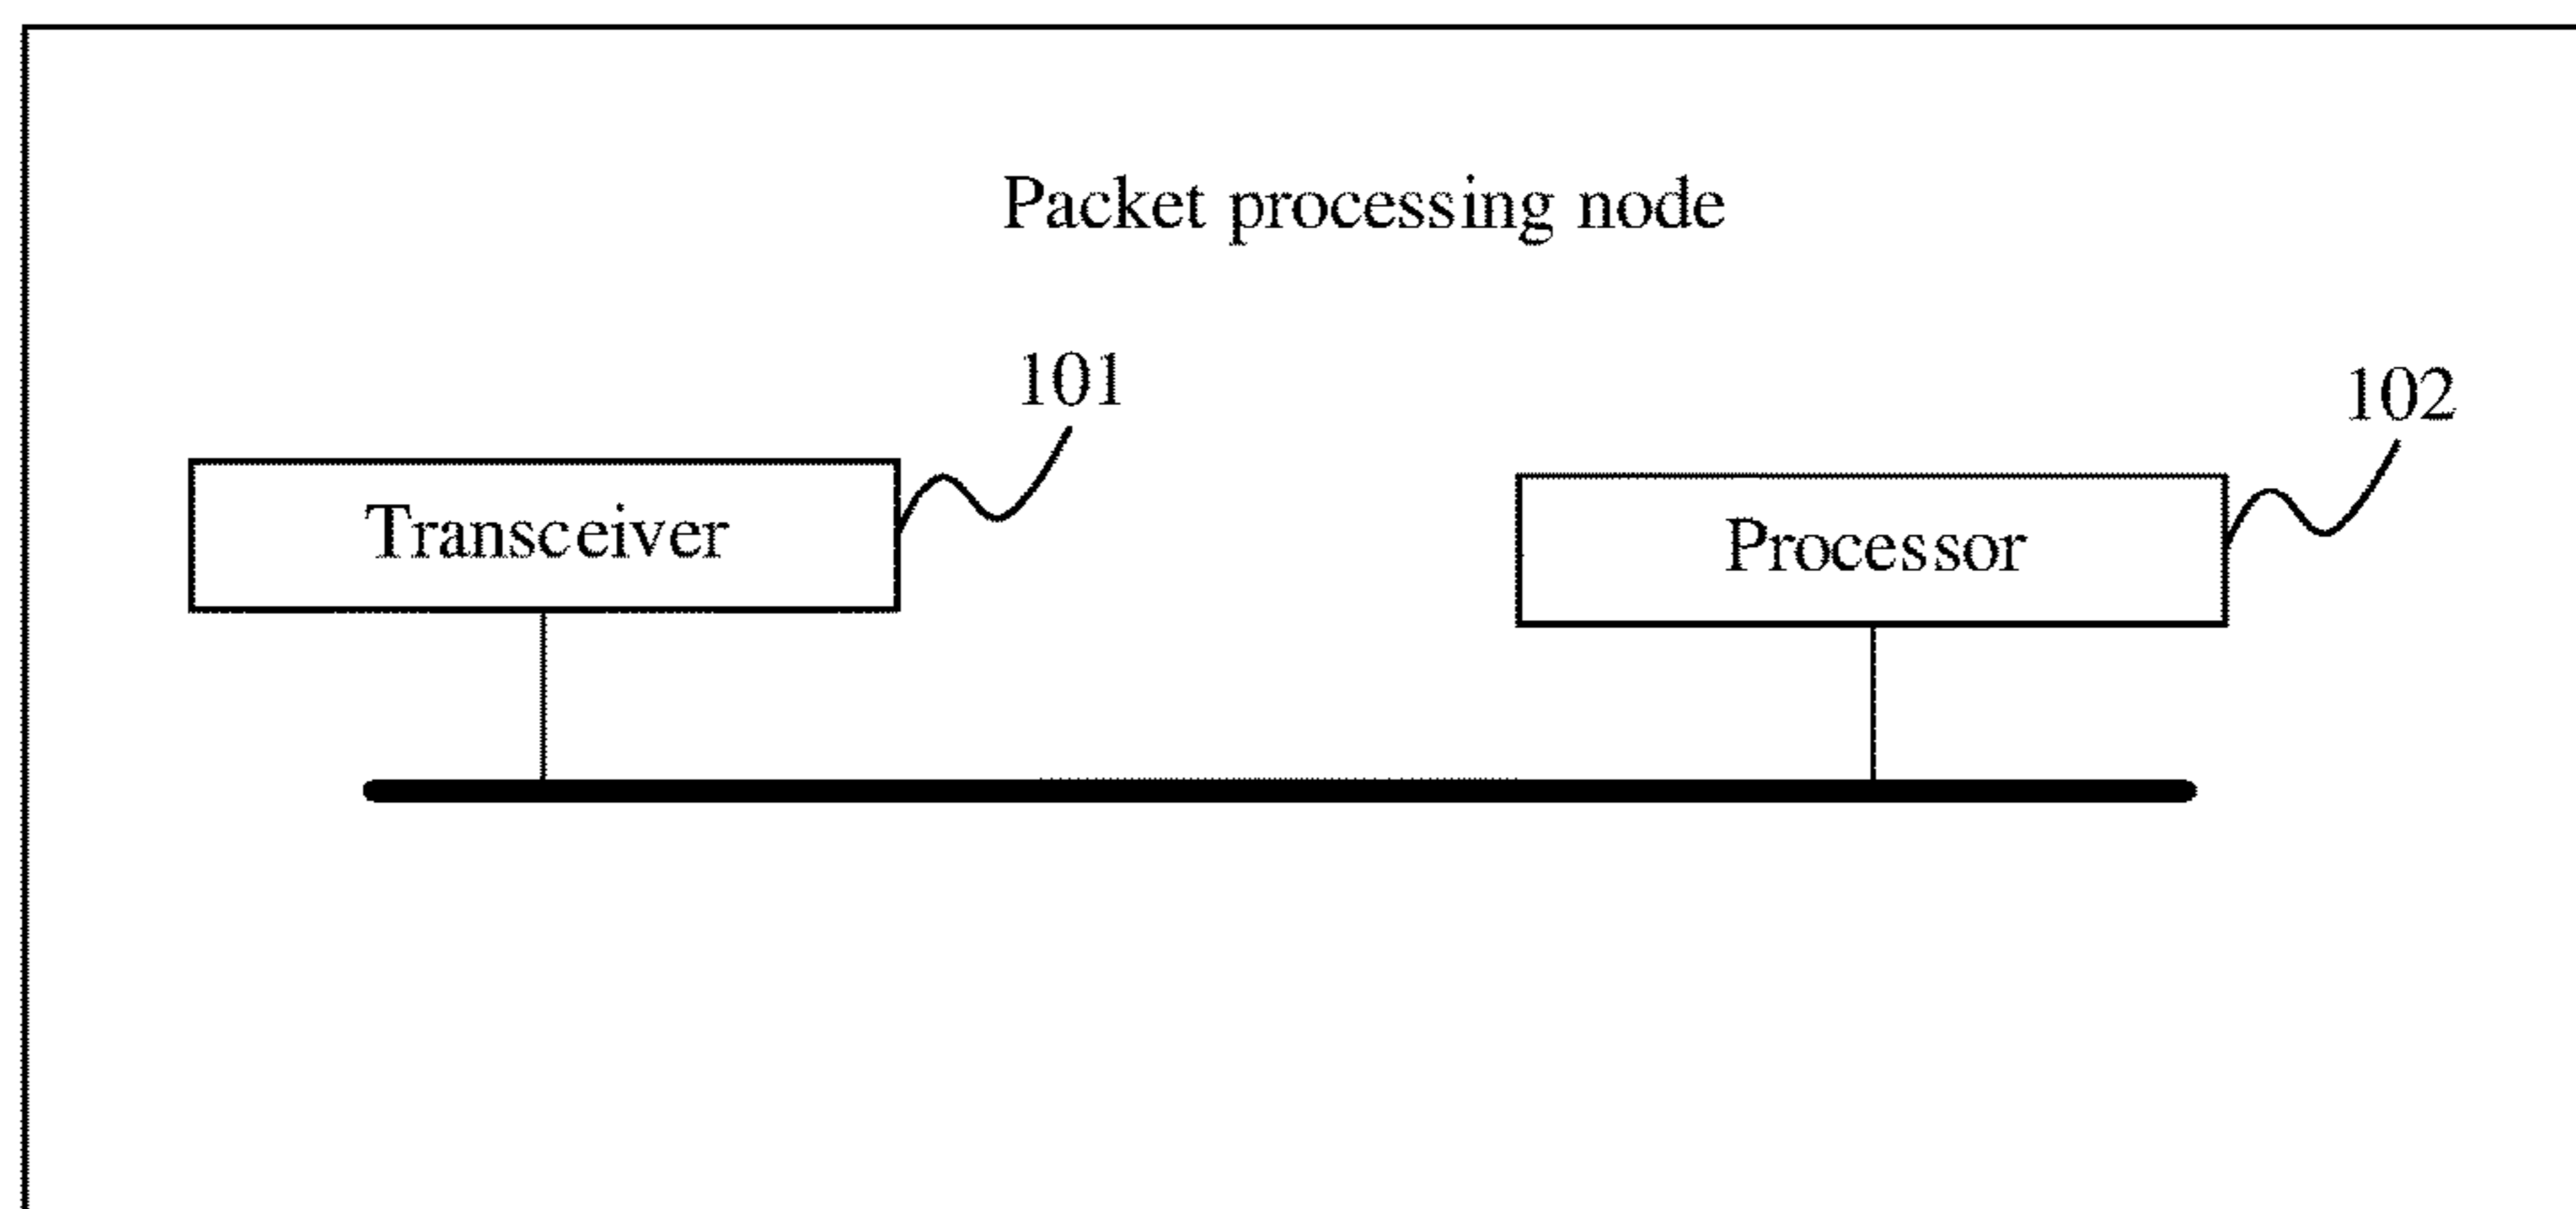 Packet processing node
101
102
Transceiver
Processor